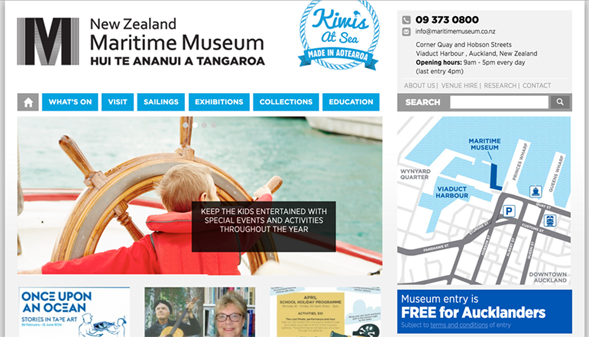 New Zealand
Maritime Museum
HUI TE ANANUI A TANGAROA
Kiwis
At Sea
MADE IN AOTEAROA
09 373 0800
info@maritimemuseum.co.nz
Corner Quay and Hobson Streets
Viaduct Harbour , Auckland, New Zealand
Opening hours: 9am - 5pm every day
(last entry 4pm)
ABOUT US | VENUE HIRE | RESEARCH | CONTACT
WHAT'S ON
VISIT
SAILINGS
EXHIBITIONS
COLLECTIONS
EDUCATION
SEARCH
KEEP THE KIDS ENTERTAINED WITH
SPECIAL EVENTS AND ACTIVITIES
THROUGHOUT THE YEAR
MARITIME
MUSEUM
WYNYARD
QUARTER
VIADUCT
HARBOUR
PRINCES WHARF
QUEENS WHARF
P
FANSHAWE ST
DOWNTOWN
AUCKLAND
Museum entry is
FREE for Aucklanders
Subject to terms and conditions of entry
ONCE UPON
AN OCEAN
STORIES IN TAPE ART
APRIL
SCHOOL HOLIDAY PROGRAMME